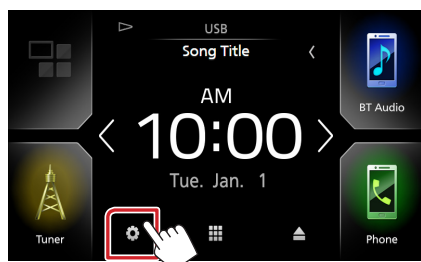 USB
Song Title
BT Audio
AM
10:00
Tue. Jan. 1
Tuner
Phone